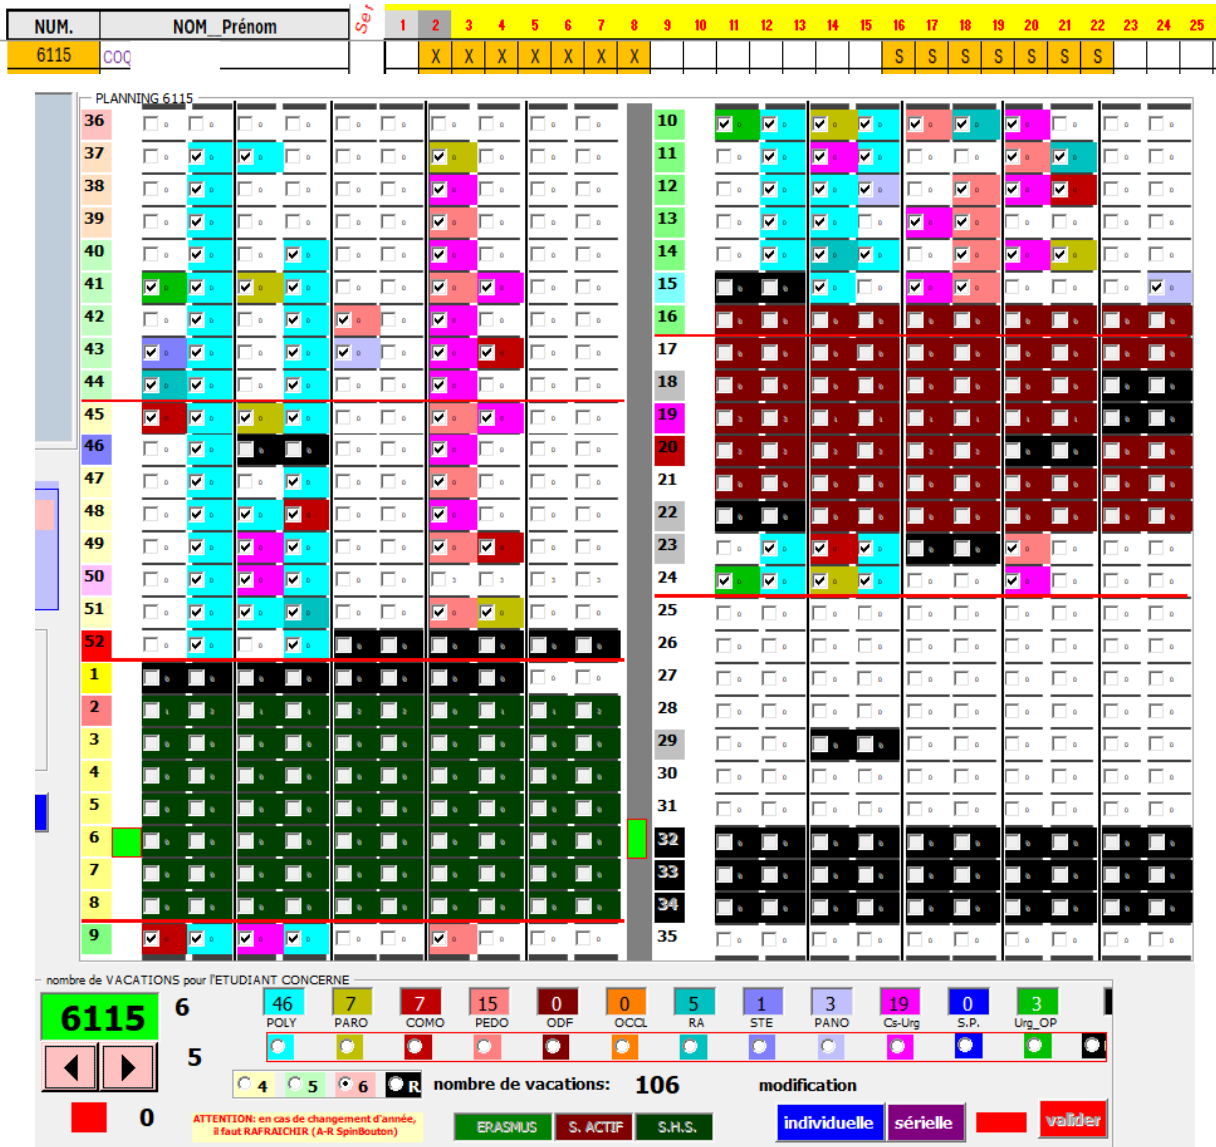 NUM. NOM__Prénom Ser 1 2 3 4 5 6 7 8 9 10 11 12 13 14 15 16 17 18 19 20 21 22 23 24 25
6115 COQ X X X X X X X S S S S S S S
PLANNING 6115
36 10
37 11
38 12
39 13
40 14
41 15
42 16
43 17
44 18
45 19
46 20
47 21
48 22
49 23
50 24
51 25
52 26
1 27
2 28
3 29
4 30
5 31
6 32
7 33
8 34
9 35
nombre de VACATIONS pour l'ETUDIANT CONCERNE
6115 6 46 7 7 15 0 0 5 1 3 19 0 3
POLY PARO COMO PEDO ODF OCCL RA STE PANO Cs-Urg S.P. Urg_OP
5
4 5 6 R nombre de vacations: 106 modification
0 ATTENTION: en cas de changement d'année,
il faut RAFRAICHIR (A-R SpinBouton)
ERASMUS S. ACTIF S.H.S. individuelle sérielle valider